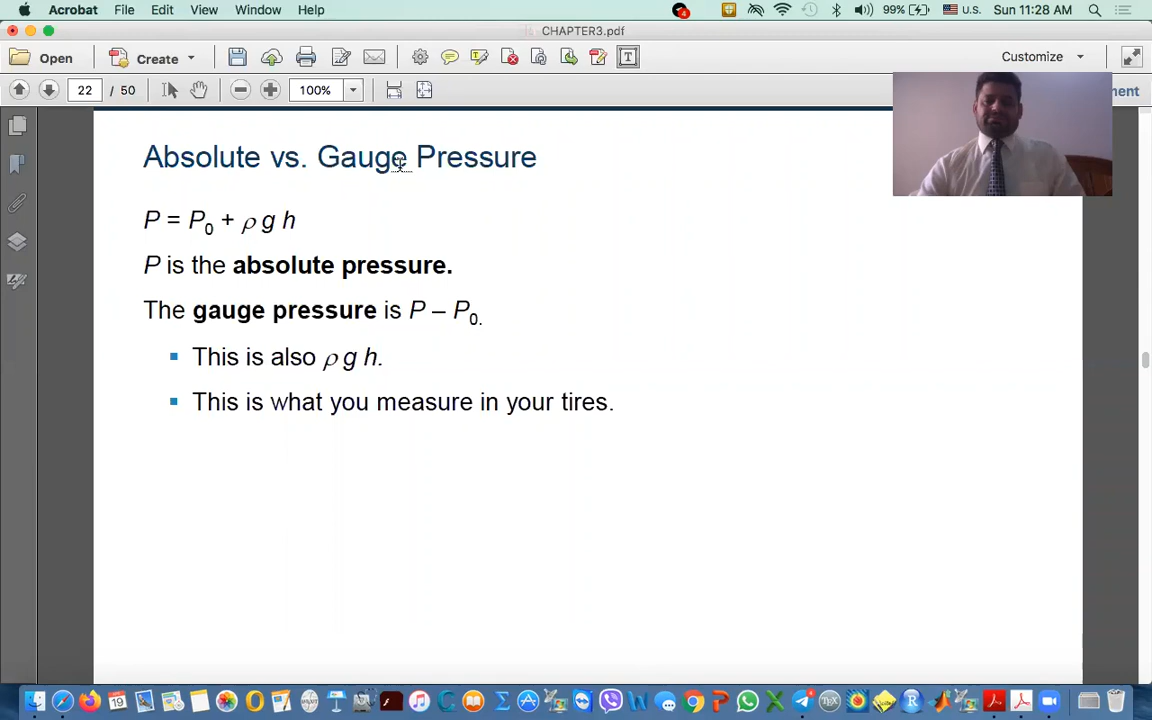 Acrobat File Edit View Window Help 99% U.S. Sun 11:28 AM
CHAPTER3.pdf
Open Create Customize
22 / 50 100% ment
Absolute vs. Gauge Pressure
P = P0 + ρ g h
P is the absolute pressure.
The gauge pressure is P – P0.
▪ This is also ρ g h.
▪ This is what you measure in your tires.